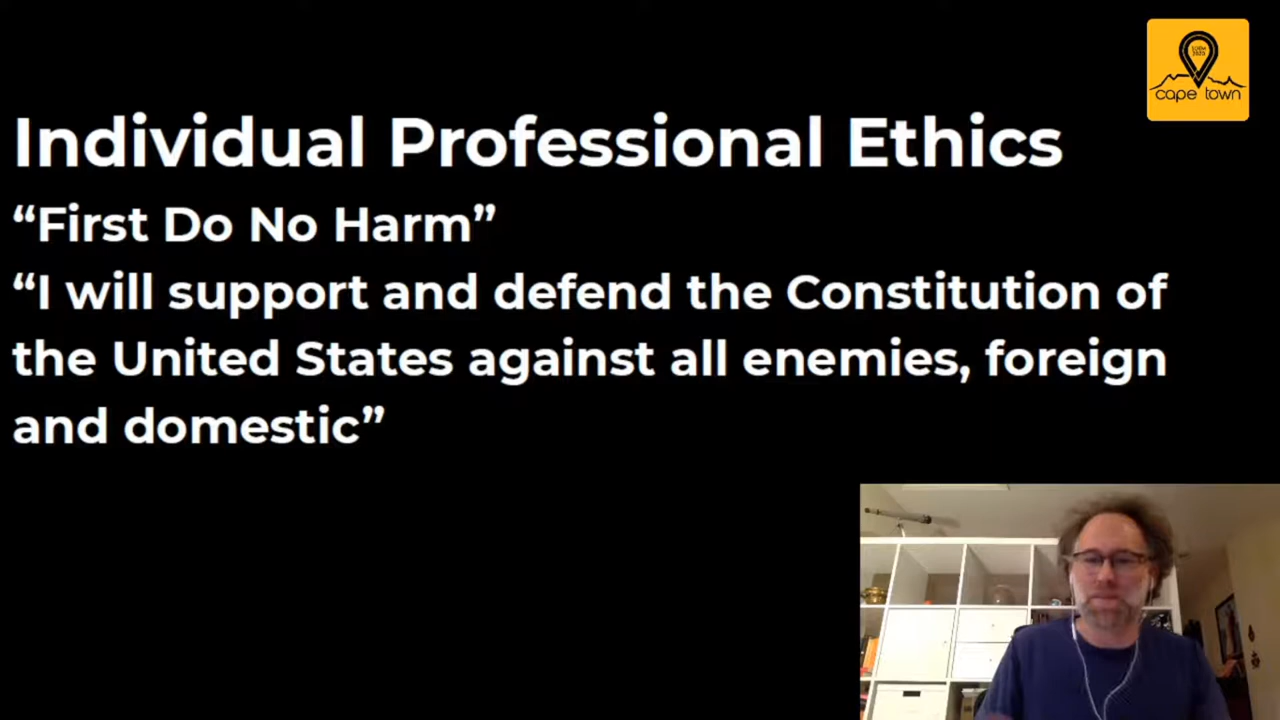 cape town
Individual Professional Ethics
“First Do No Harm”
“I will support and defend the Constitution of
the United States against all enemies, foreign
and domestic”